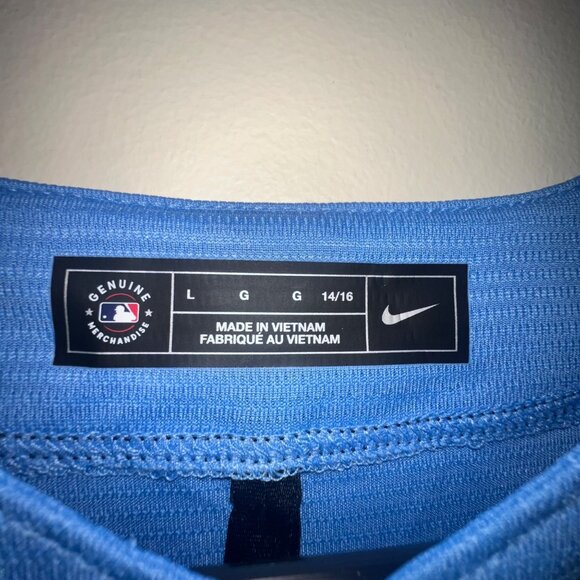 GENUINE
MERCHANDISE
L G G 14/16
MADE IN VIETNAM
FABRIQUÉ AU VIETNAM